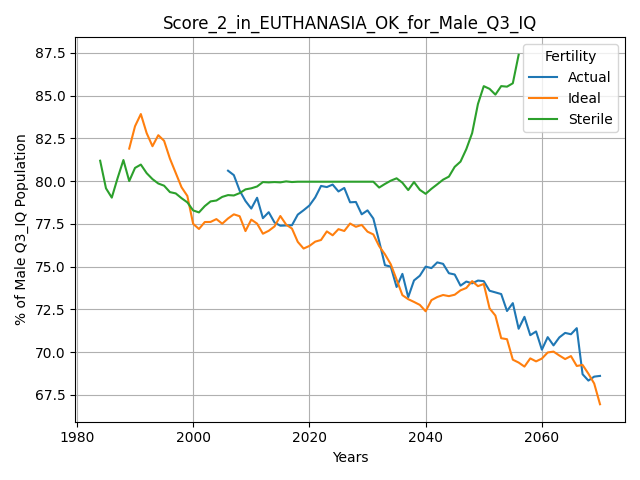 Score_2_in_EUTHANASIA_OK_for_Male_Q3_IQ
% of Male Q3_IQ Population
87.5
85.0
82.5
80.0
77.5
75.0
72.5
70.0
67.5
Fertility
Actual
Ideal
Sterile
1980
2000
2020
2040
2060
Years